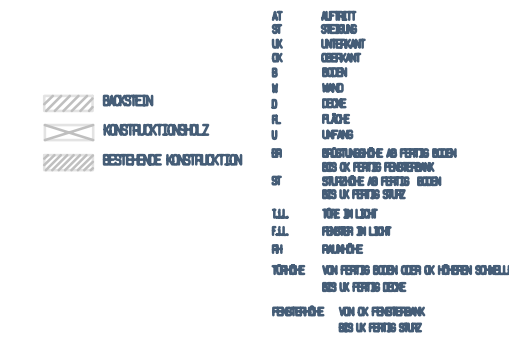 BACKSTEIN
KONSTRUCKTIONSHOLZ
BESTEHENDE KONSTRUCKTION
AT AUFTRITT
ST STEIGUNG
UK UNTERKANT
OK OBERKANT
B BODEN
W WAND
D DECKE
FL FLÄCHE
U UMFANG
BR BRÜSTUNGSHÖHE AB FERTIG BODEN
BIS OK FERTIG FENSTERBANK
ST STURZHÖHE AB FERTIG BODEN
BIS UK FERTIG STURZ
T.I.L. TÜRE IN LICHT
F.I.L. FENSTER IN LICHT
RH RAUMHÖHE
TÜRHÖHE VON FERTIG BODEN ODER OK HÖHEREN
BIS UK FERTIG DECKE
FENSTERHÖHE VON OK FENSTERBANK
BIS UK FERTIG STURZ